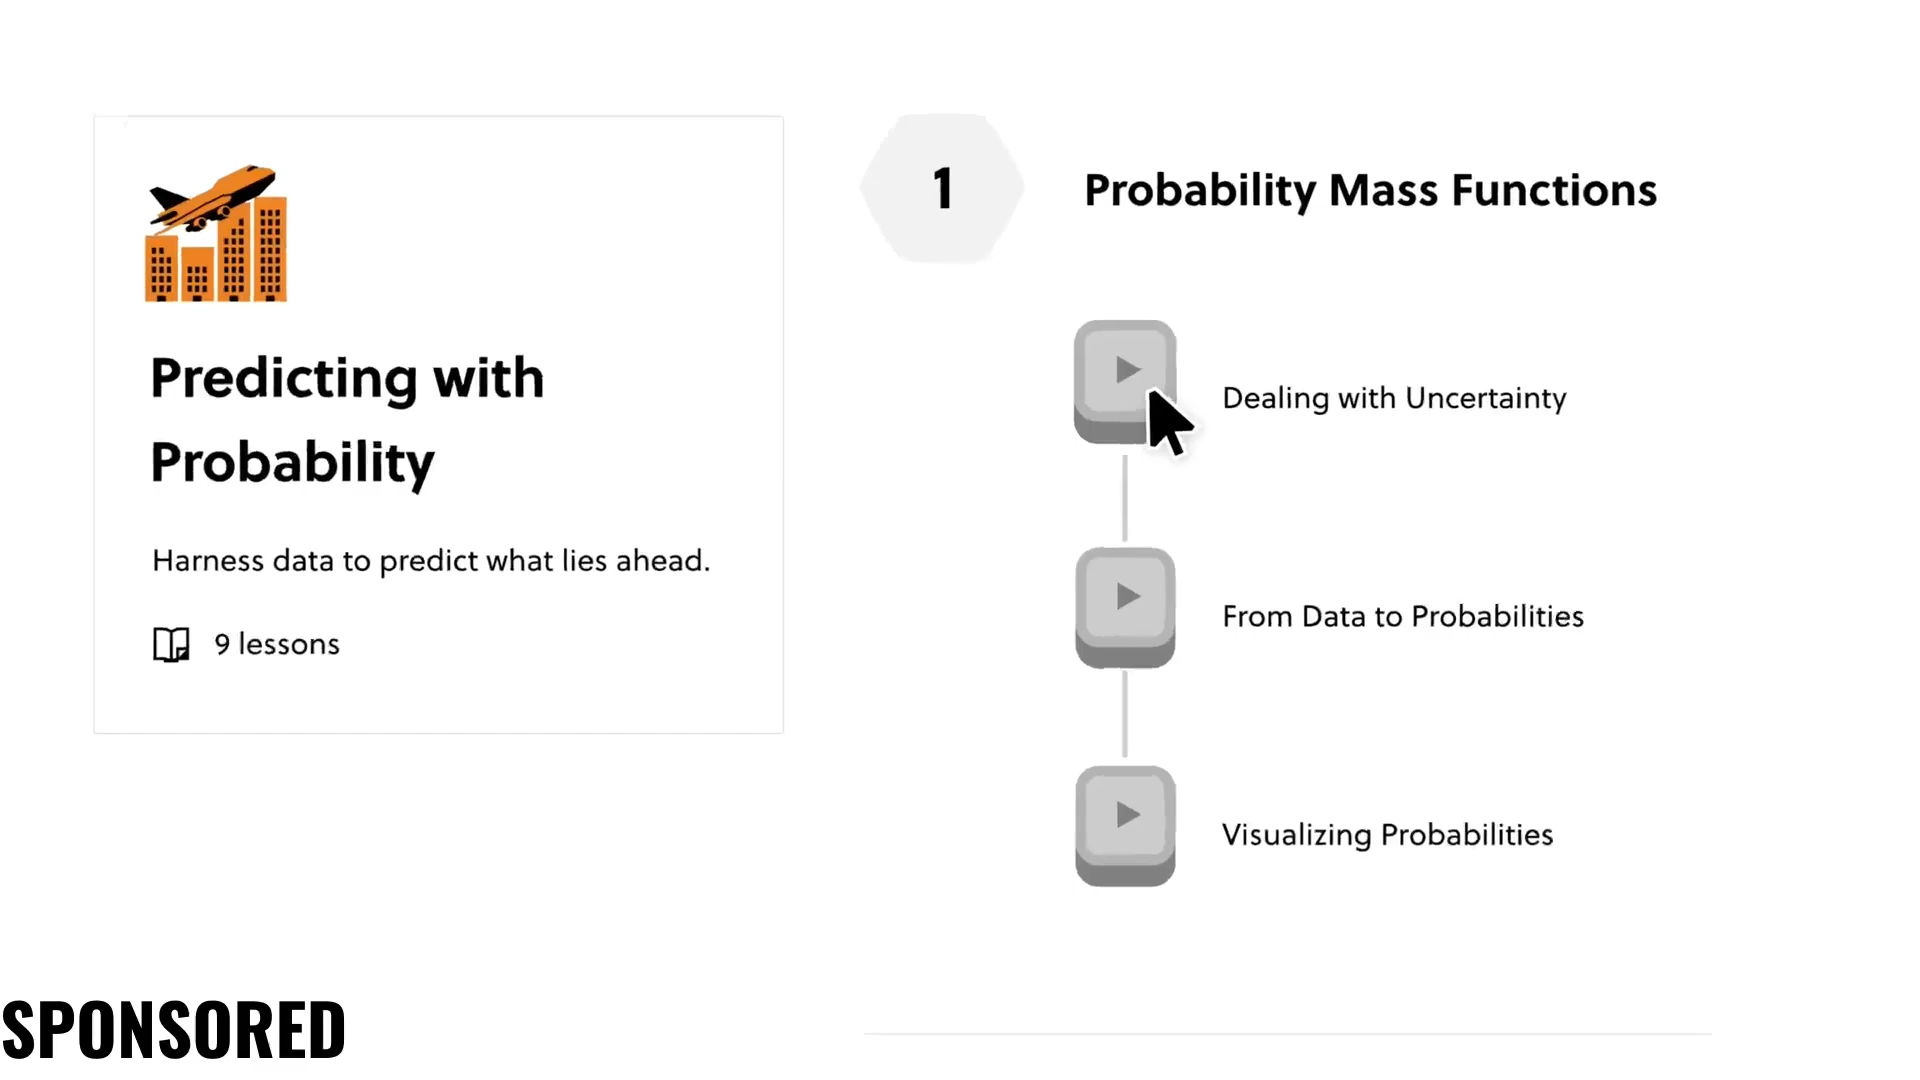 Predicting with
Probability
Harness data to predict what lies ahead.
9 lessons
1
Probability Mass Functions
Dealing with Uncertainty
From Data to Probabilities
Visualizing Probabilities
SPONSORED